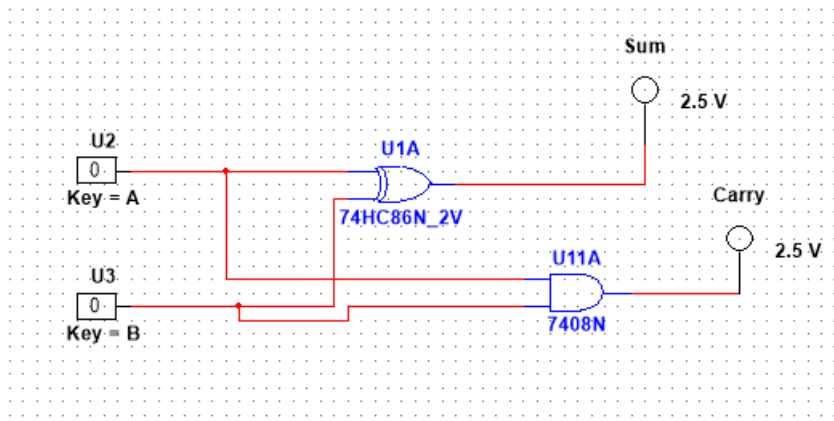 Sum
2.5 V
U2
0
Key = A
U1A
74HC86N_2V
Carry
2.5 V
U11A
7408N
U3
0
Key = B